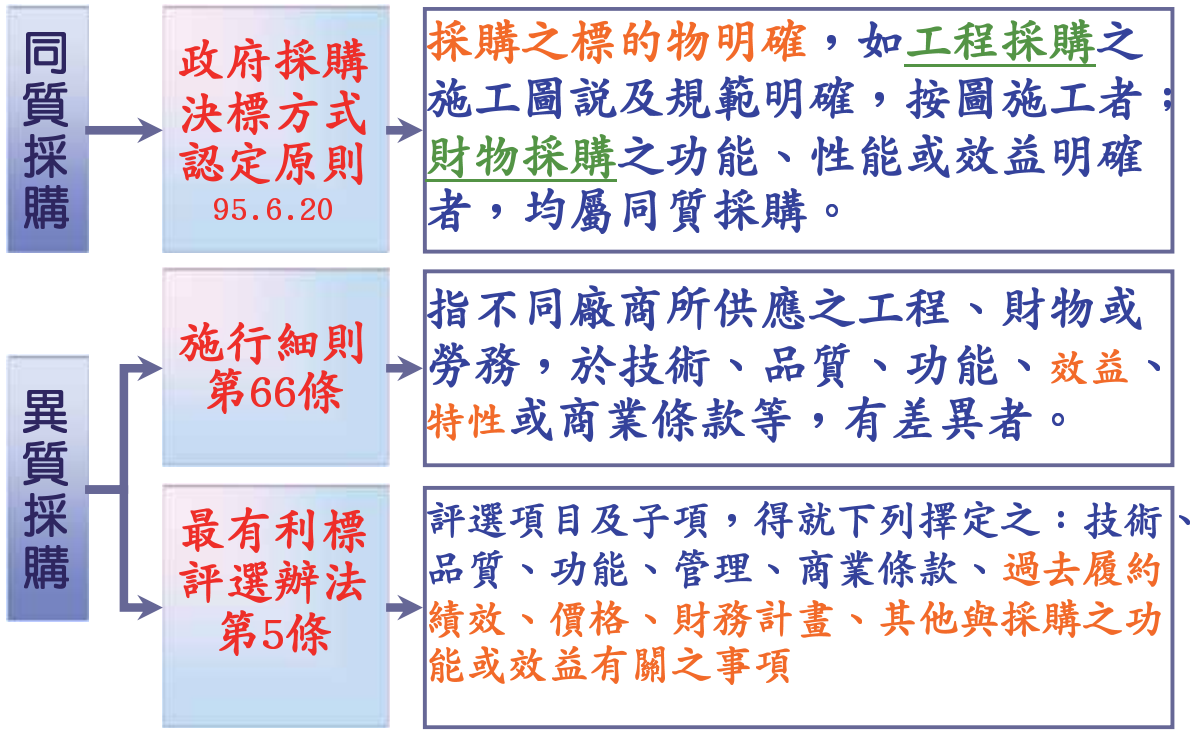 同質採購
政府採購
決標方式
認定原則
95.6.20
採購之標的物明確，如工程採購之
施工圖說及規範明確，按圖施工者；
財物採購之功能、性能或效益明確
者，均屬同質採購。
異質採購
施行細則
第66條
指不同廠商所供應之工程、財物或
勞務，於技術、品質、功能、效益、
特性或商業條款等，有差異者。
最有利標
評選辦法
第5條
評選項目及子項，得就下列擇定之：技術、
品質、功能、管理、商業條款、過去履約
績效、價格、財務計畫、其他與採購之功
能或效益有關之事項